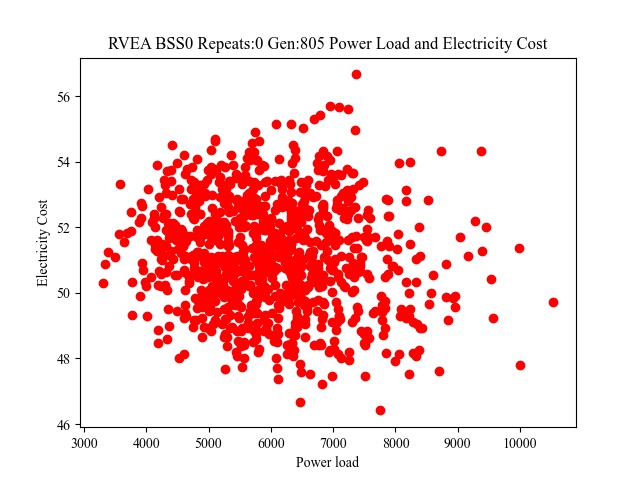 RVEA BSS0 Repeats:0 Gen:805 Power Load and Electricity Cost
56
54
52
50
48
46
Electricity Cost
3000 4000 5000 6000 7000 8000 9000 10000
Power load